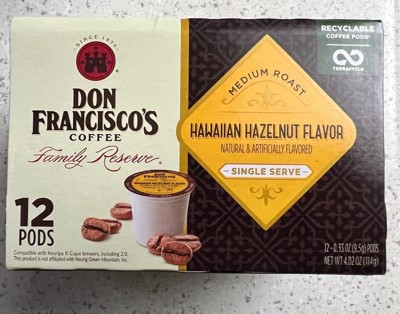 SINCE 1870
DON
FRANCISCO'S
COFFEE
Family Reserve®
12
PODS
Compatible with Keurig® K-Cup® brewers, including 2.0.
This product is not affiliated with Keurig Green Mountain, Inc.
DON
FRANCISCO'S
HAWAIIAN HAZELNUT FLAVOR
RECYCLABLE
COFFEE PODS*
TERRACYCLE
MEDIUM ROAST
HAWAIIAN HAZELNUT FLAVOR
NATURAL & ARTIFICIALLY FLAVORED
SINGLE SERVE
12 - 0.33 OZ (9.5g) PODS
NET WT 4.02 OZ (114g)